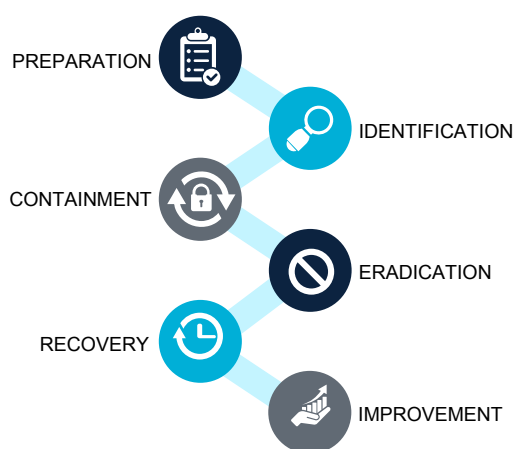 PREPARATION
IDENTIFICATION
CONTAINMENT
ERADICATION
RECOVERY
IMPROVEMENT